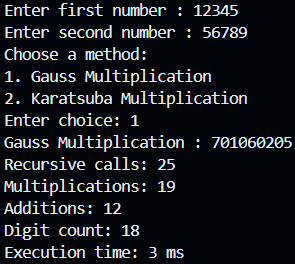 Enter first number : 12345
Enter second number : 56789
Choose a method:
1. Gauss Multiplication
2. Karatsuba Multiplication
Enter choice: 1
Gauss Multiplication : 701060205
Recursive calls: 25
Multiplications: 19
Additions: 12
Digit count: 18
Execution time: 3 ms